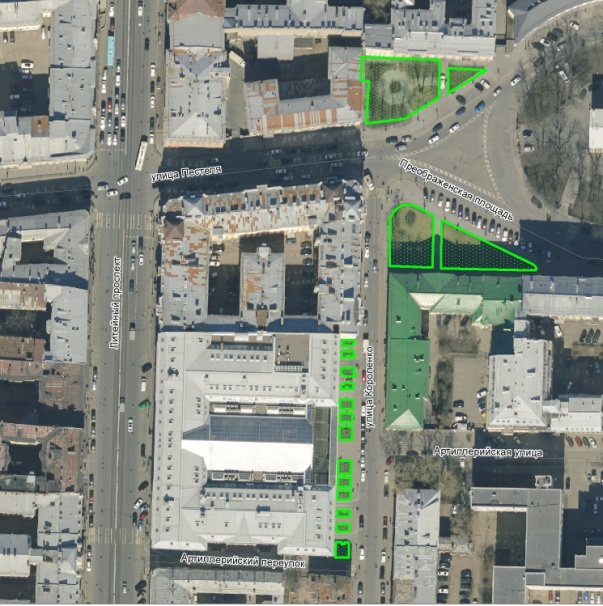 улица Пестеля
Преображенская площадь
Литейный проспект
улица Короленко
Артиллерийская улица
Артиллерийский переулок